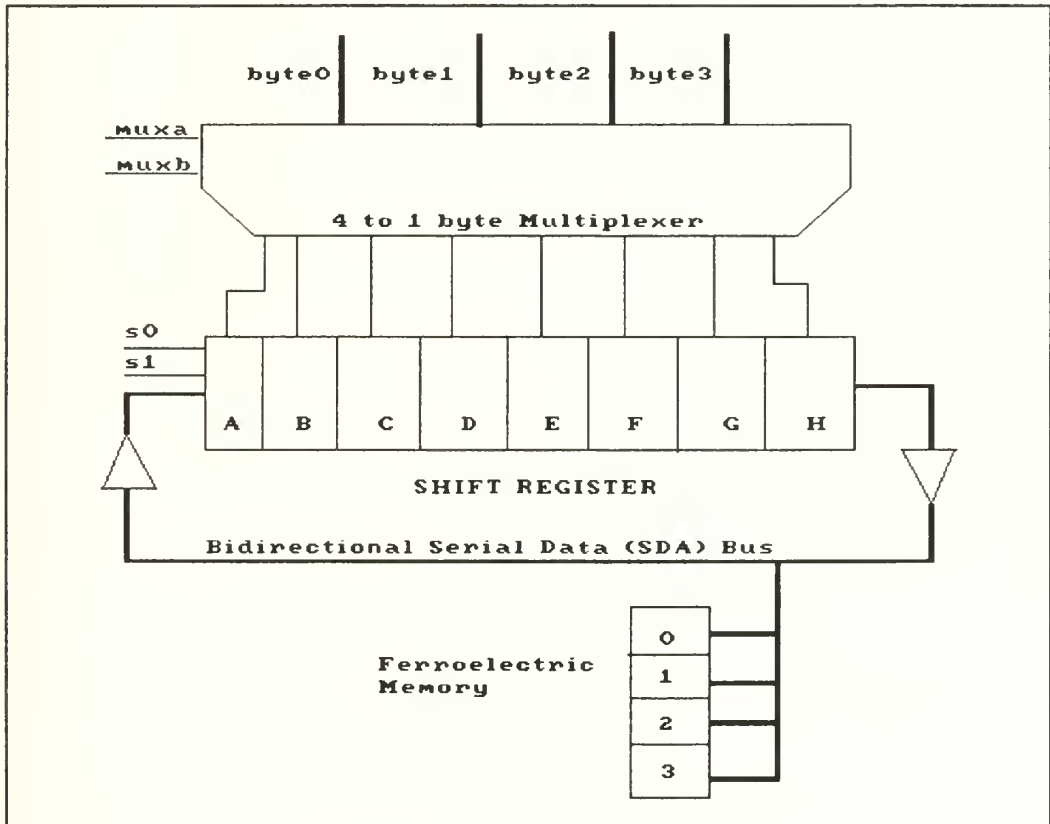 byte0 byte1 byte2 byte3
muxa
muxb
4 to 1 byte Multiplexer
s0
s1
A B C D E F G H
SHIFT REGISTER
Bidirectional Serial Data (SDA) Bus
0
Ferroelectric
Memory
1
2
3